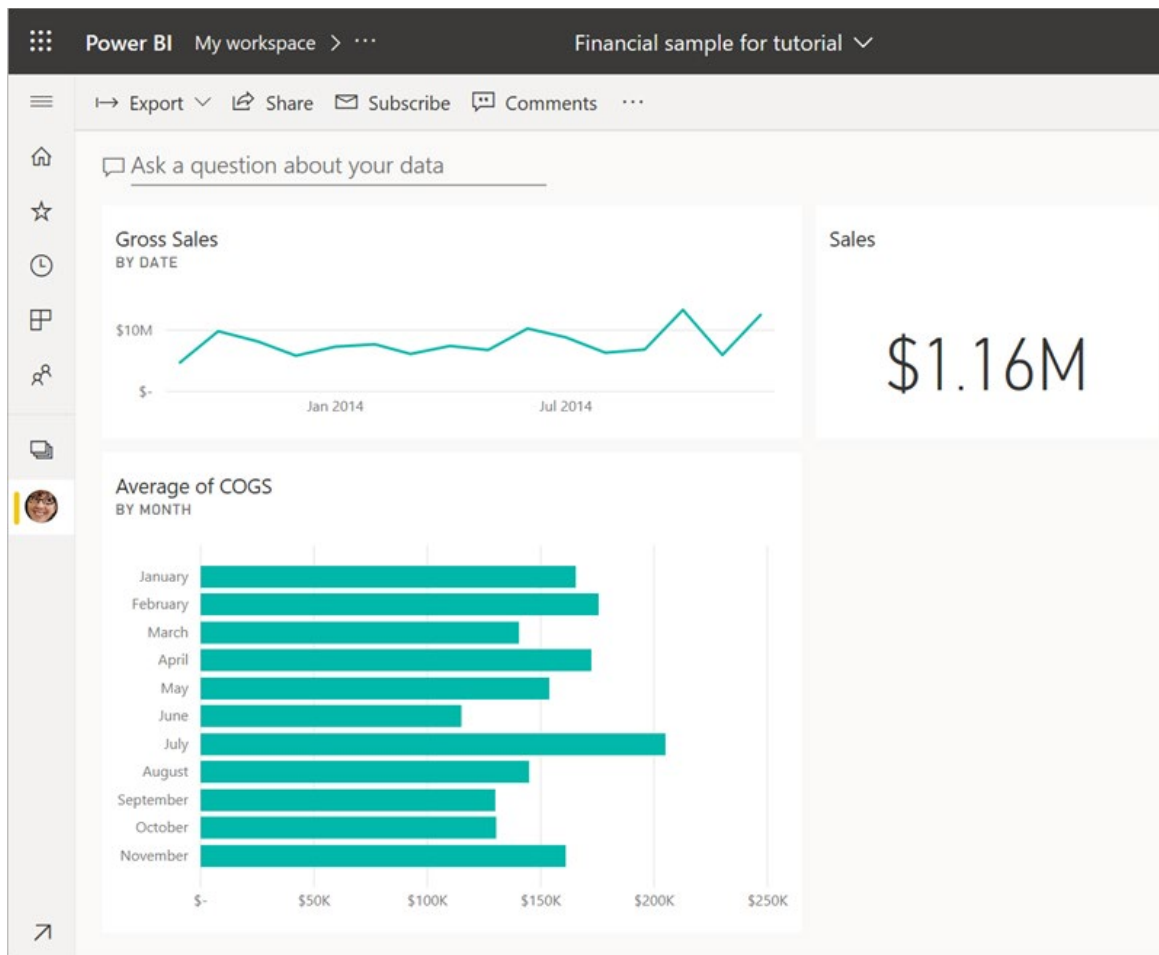 Power BI My workspace > ··· Financial sample for tutorial
Export Share Subscribe Comments ···
Ask a question about your data
Gross Sales
BY DATE
$10M
$-
Jan 2014 Jul 2014
Sales
$1.16M
Average of COGS
BY MONTH
January
February
March
April
May
June
July
August
September
October
November
$- $50K $100K $150K $200K $250K